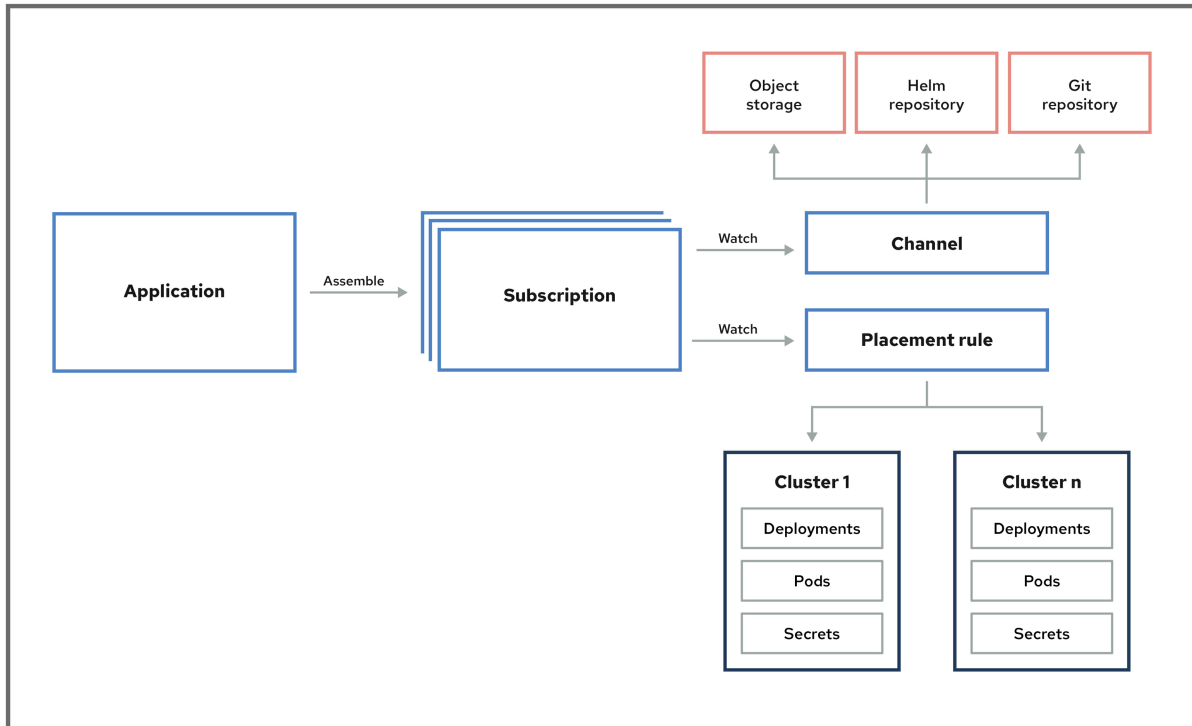 Object
storage
Helm
repository
Git
repository
Application
Assemble
Subscription
Watch
Channel
Watch
Placement rule
Cluster 1
Deployments
Pods
Secrets
Cluster n
Deployments
Pods
Secrets